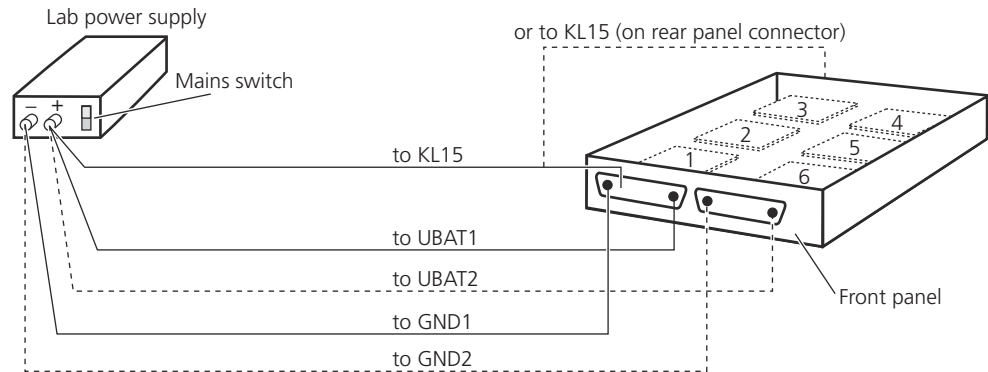 Lab power supply
or to KL15 (on rear panel connector)
Mains switch
− +
3
4
2
5
1
6
to KL15
to UBAT1
to UBAT2
Front panel
to GND1
to GND2